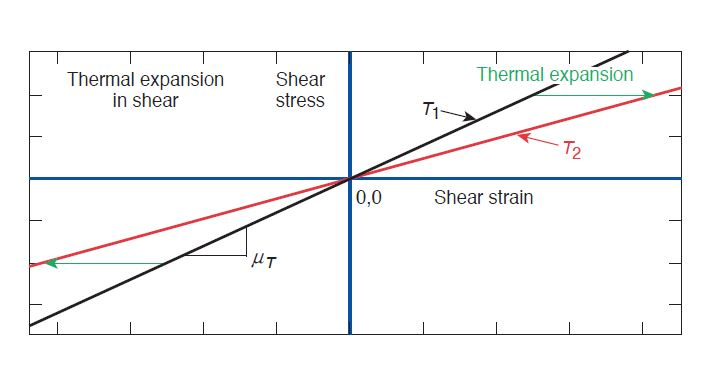 Thermal expansion
in shear
Shear
stress
Thermal expansion
T1
T2
0,0
Shear strain
μT